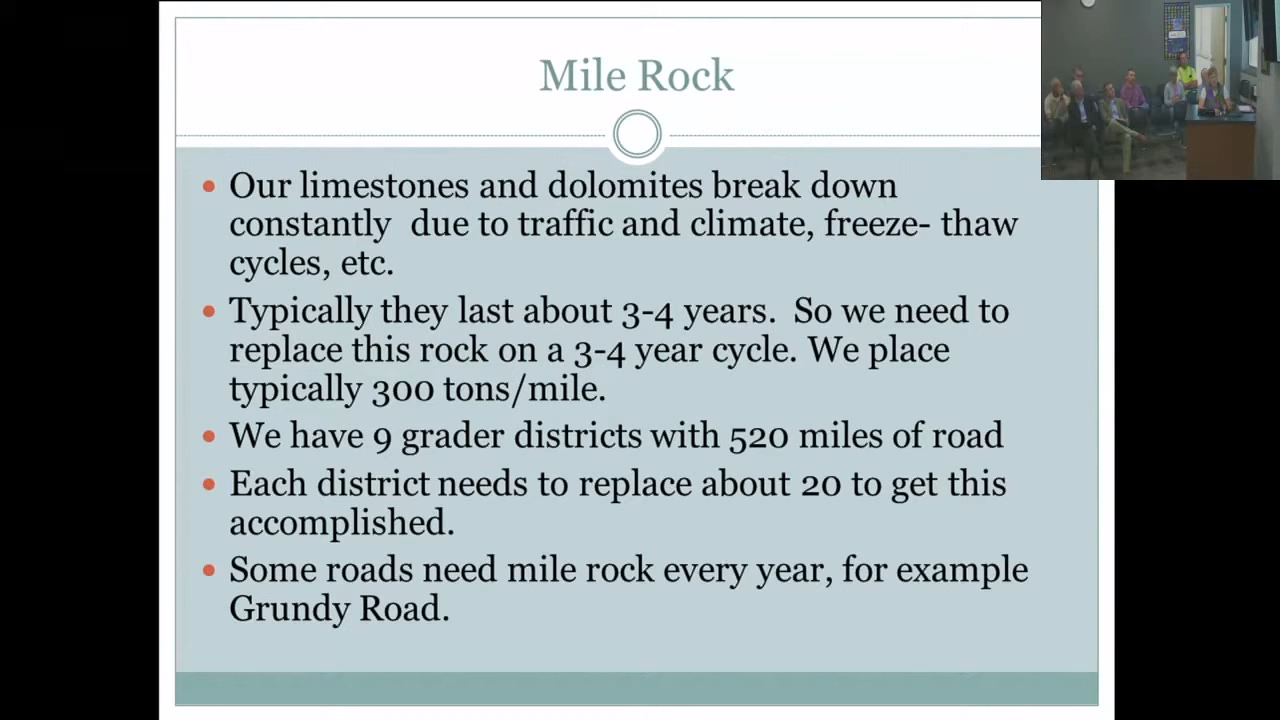 Mile Rock
• Our limestones and dolomites break down
constantly  due to traffic and climate, freeze- thaw
cycles, etc.
• Typically they last about 3-4 years.  So we need to
replace this rock on a 3-4 year cycle. We place
typically 300 tons/mile.
• We have 9 grader districts with 520 miles of road
• Each district needs to replace about 20 to get this
accomplished.
• Some roads need mile rock every year, for example
Grundy Road.